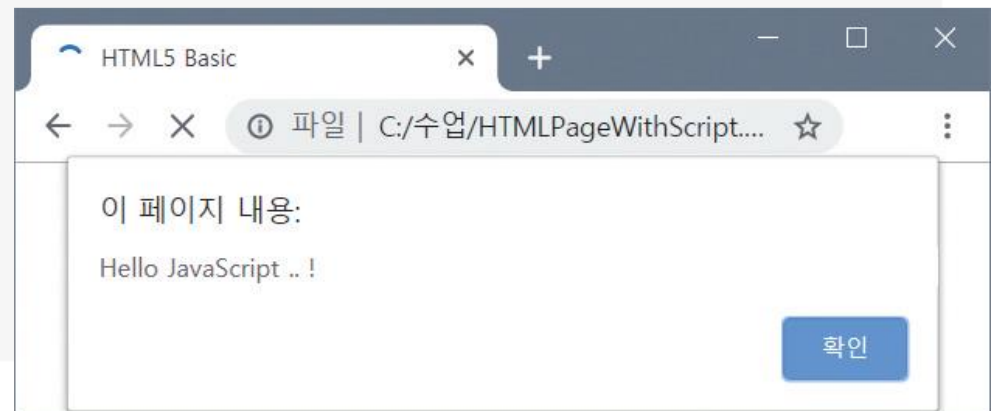 HTML5 Basic
파일 | C:/수업/HTMLPageWithScript....
이 페이지 내용:
Hello JavaScript .. !
확인